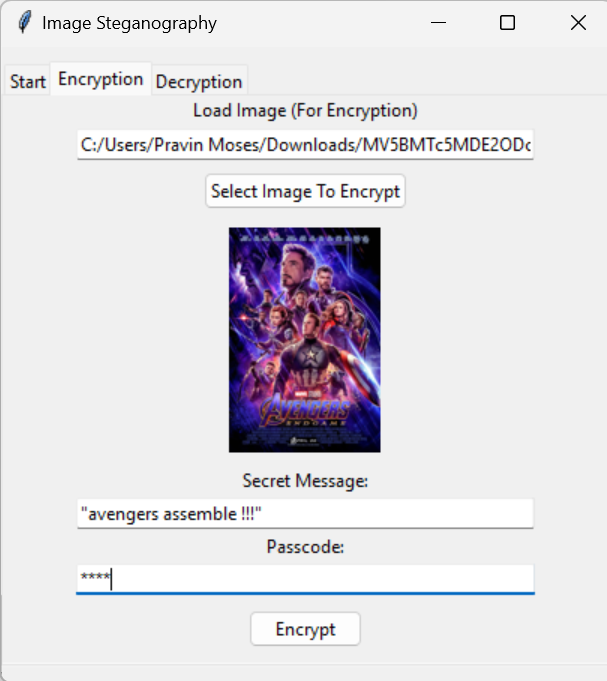 Image Steganography
Start Encryption Decryption
Load Image (For Encryption)
C:/Users/Pravin Moses/Downloads/MV5BMTc5MDE2ODc
Select Image To Encrypt
AVENGERS
ENDGAME
Secret Message:
"avengers assemble !!!"
Passcode:
****
Encrypt